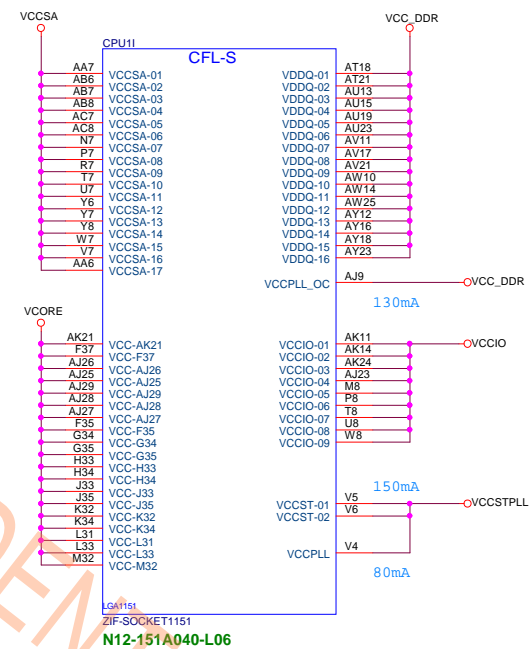 VCCSA
VCC_DDR
CPU1I
CFL-S
AA7 VCCSA-01 VDDQ-01 AT18
AB6 VCCSA-02 VDDQ-02 AT21
AB7 VCCSA-03 VDDQ-03 AU13
AB8 VCCSA-04 VDDQ-04 AU15
AC7 VCCSA-05 VDDQ-05 AU19
AC8 VCCSA-06 VDDQ-06 AU23
N7 VCCSA-07 VDDQ-07 AV11
P7 VCCSA-08 VDDQ-08 AV17
R7 VCCSA-09 VDDQ-09 AV21
T7 VCCSA-10 VDDQ-10 AW10
U7 VCCSA-11 VDDQ-11 AW14
Y6 VCCSA-12 VDDQ-12 AW25
Y7 VCCSA-13 VDDQ-13 AY12
Y8 VCCSA-14 VDDQ-14 AY16
W7 VCCSA-15 VDDQ-15 AY18
V7 VCCSA-16 VDDQ-16 AY23
AA6 VCCSA-17
VCCPLL_OC AJ9 VCC_DDR
130mA
VCORE
AK21 VCC-AK21 VCCIO-01 AK11 VCCIO
F37 VCC-F37 VCCIO-02 AK14
AJ26 VCC-AJ26 VCCIO-03 AK24
AJ25 VCC-AJ25 VCCIO-04 AJ23
AJ29 VCC-AJ29 VCCIO-05 M8
AJ28 VCC-AJ28 VCCIO-06 P8
AJ27 VCC-AJ27 VCCIO-07 T8
F35 VCC-F35 VCCIO-08 U8
G34 VCC-G34 VCCIO-09 W8
G35 VCC-G35
H33 VCC-H33
H34 VCC-H34
J33 VCC-J33 150mA
J35 VCC-J35 VCCST-01 V5 VCCSTPLL
K32 VCC-K32 VCCST-02 V6
K34 VCC-K34
L31 VCC-L31
L33 VCC-L33 VCCPLL V4
M32 VCC-M32
80mA
LGA1151
ZIF-SOCKET1151
N12-151A040-L06